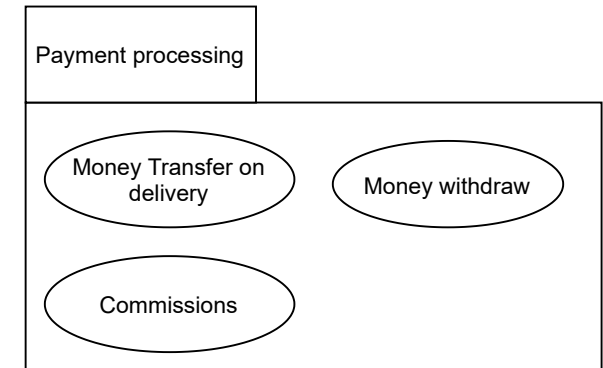 Payment processing
Money Transfer on
delivery
Money withdraw
Commissions